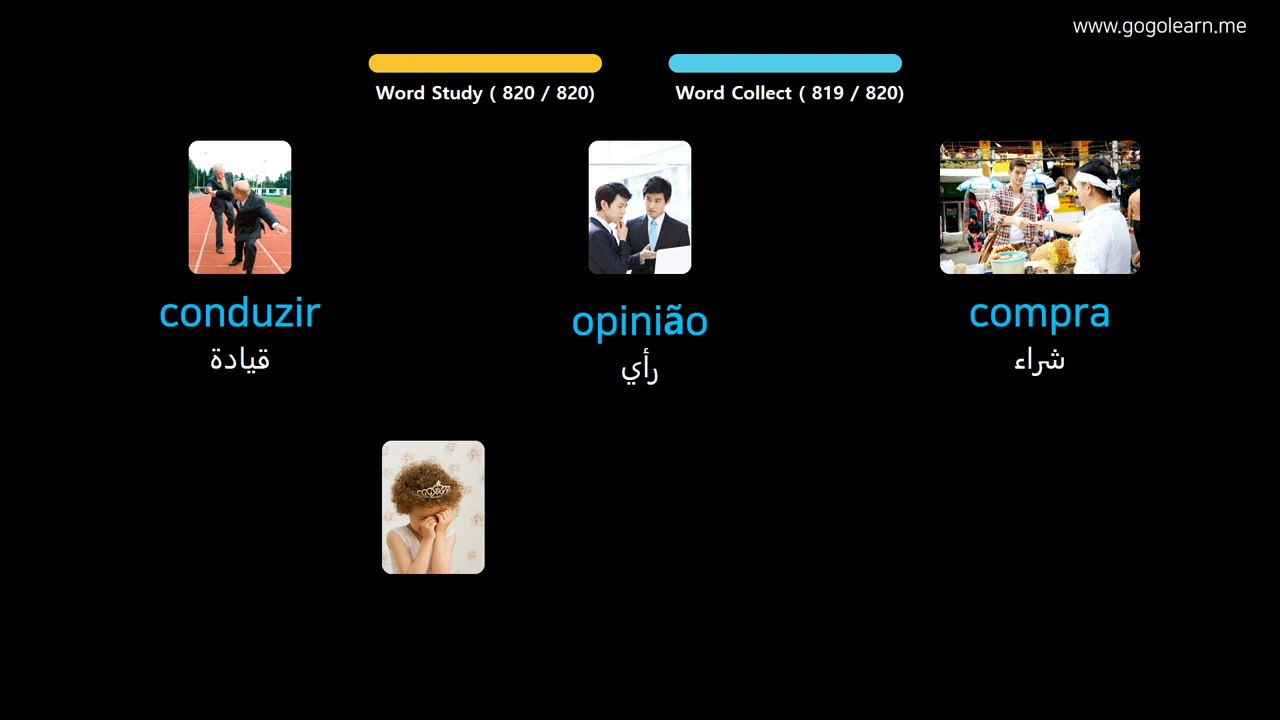 www.gogolearn.me
Word Study ( 820 / 820)
Word Collect ( 819 / 820)
conduzir
قيادة
opinião
رأي
compra
شراء